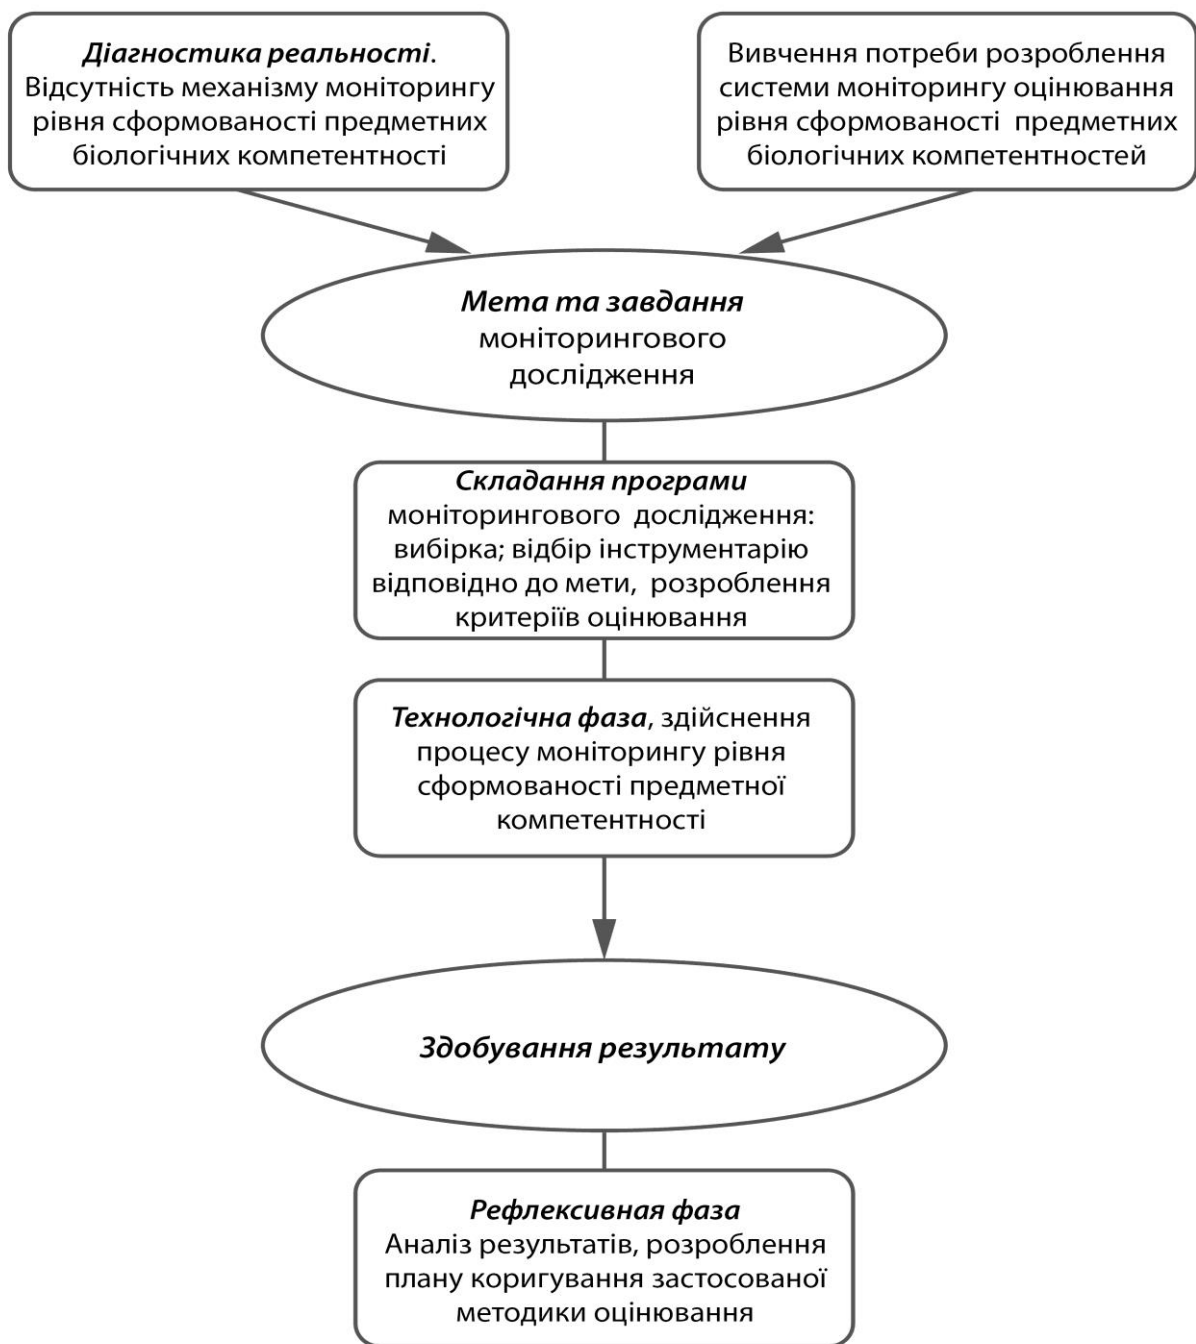 Діагностика реальності.
Відсутність механізму моніторингу
рівня сформованості предметних
біологічних компетентності
Вивчення потреби розроблення
системи моніторингу оцінювання
рівня сформованості предметних
біологічних компетентностей
Мета та завдання
моніторингового
дослідження
Складання програми
моніторингового дослідження:
вибірка; відбір інструментарію
відповідно до мети, розроблення
критеріїв оцінювання
Технологічна фаза, здійснення
процесу моніторингу рівня
сформованості предметної
компетентності
Здобування результату
Рефлексивная фаза
Аналіз результатів, розроблення
плану коригування застосованої
методики оцінювання